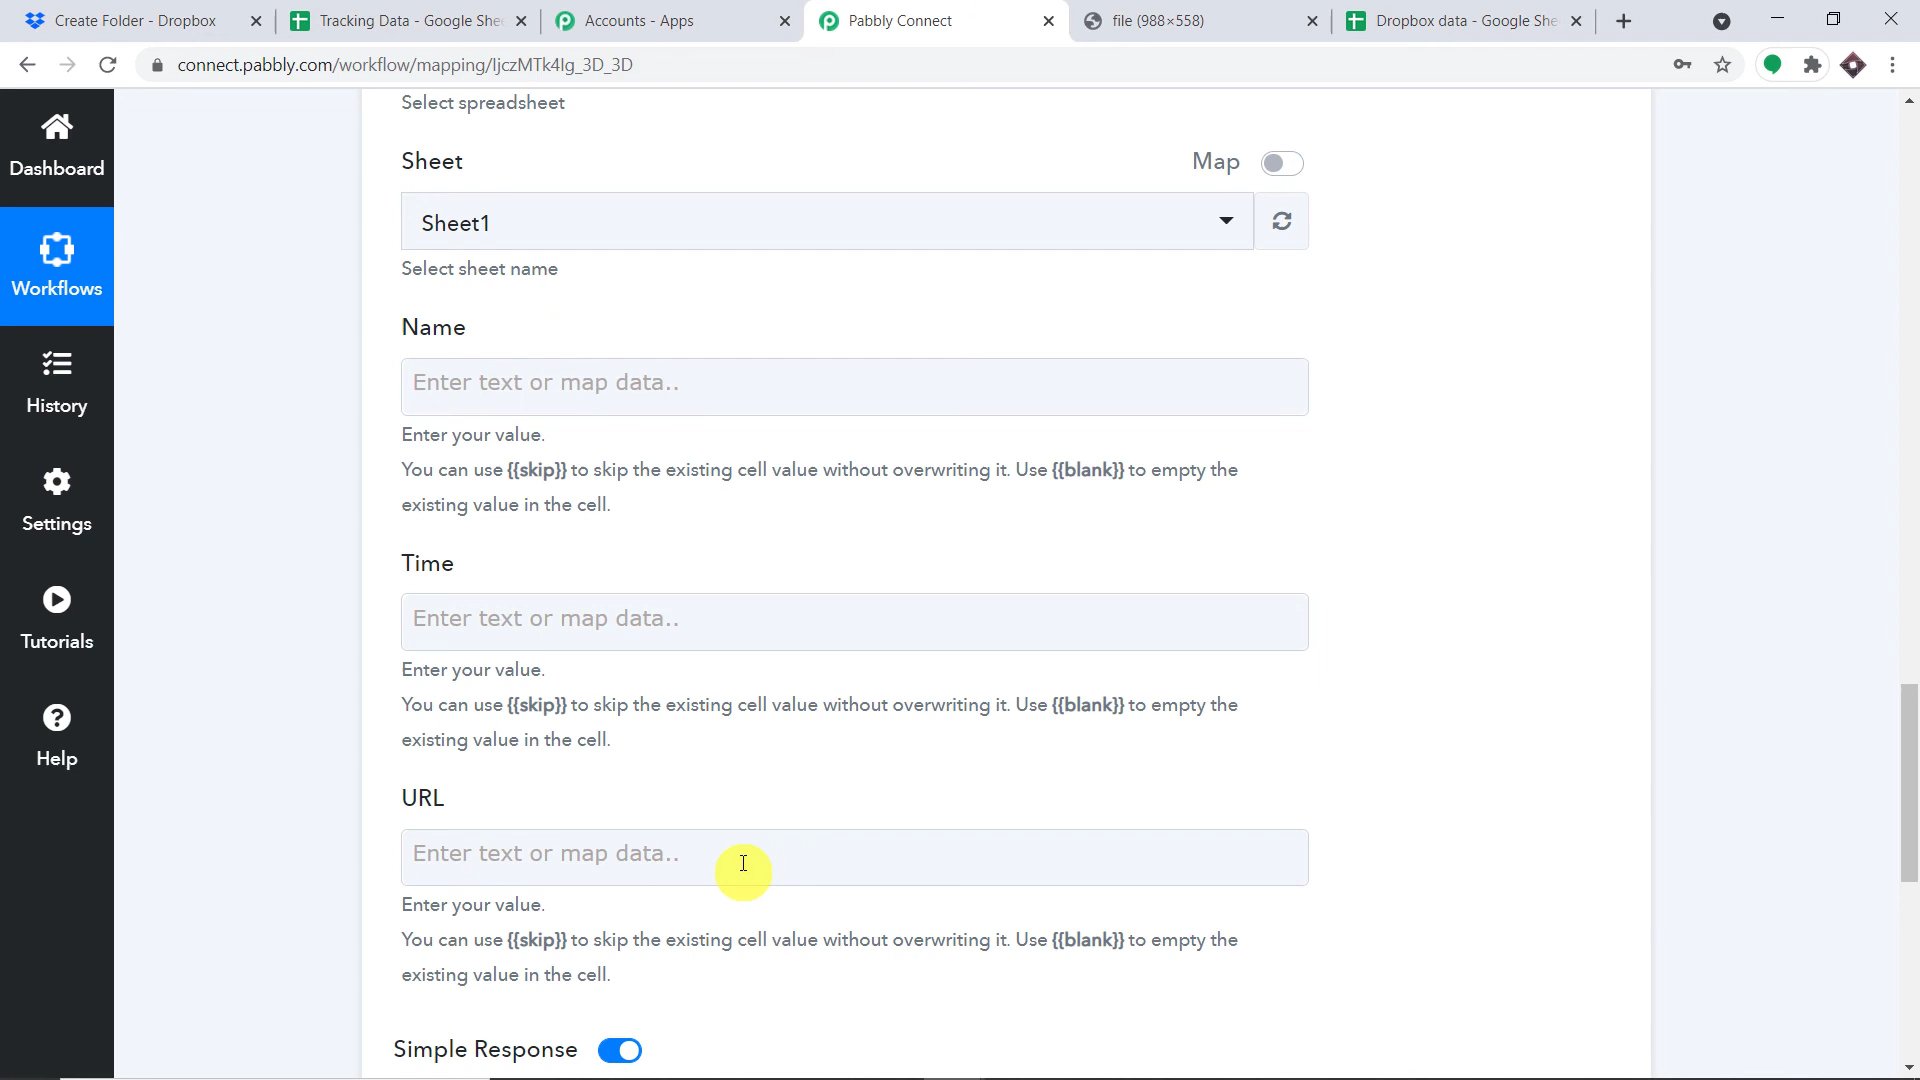 Create Folder - Dropbox
Tracking Data - Google She
Accounts - Apps
Pabbly Connect
file (988×558)
Dropbox data - Google She
connect.pabbly.com/workflow/mapping/IjczMTk4Ig_3D_3D
Dashboard
Workflows
History
Settings
Tutorials
Help
Select spreadsheet
Sheet
Map
Sheet1
Select sheet name
Name
Enter text or map data..
Enter your value.
You can use {{skip}} to skip the existing cell value without overwriting it. Use {{blank}} to empty the
existing value in the cell.
Time
Enter text or map data..
Enter your value.
You can use {{skip}} to skip the existing cell value without overwriting it. Use {{blank}} to empty the
existing value in the cell.
URL
Enter text or map data..
Enter your value.
You can use {{skip}} to skip the existing cell value without overwriting it. Use {{blank}} to empty the
existing value in the cell.
Simple Response